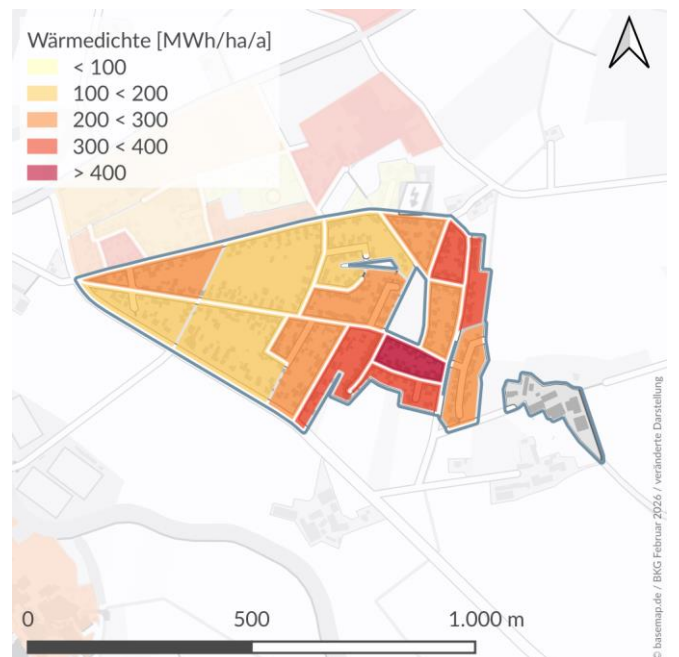 Wärmedichte [MWh/ha/a]
< 100
100 < 200
200 < 300
300 < 400
> 400
0 500 1.000 m
© basemap.de / BKG Februar 2026 / veränderte Darstellung